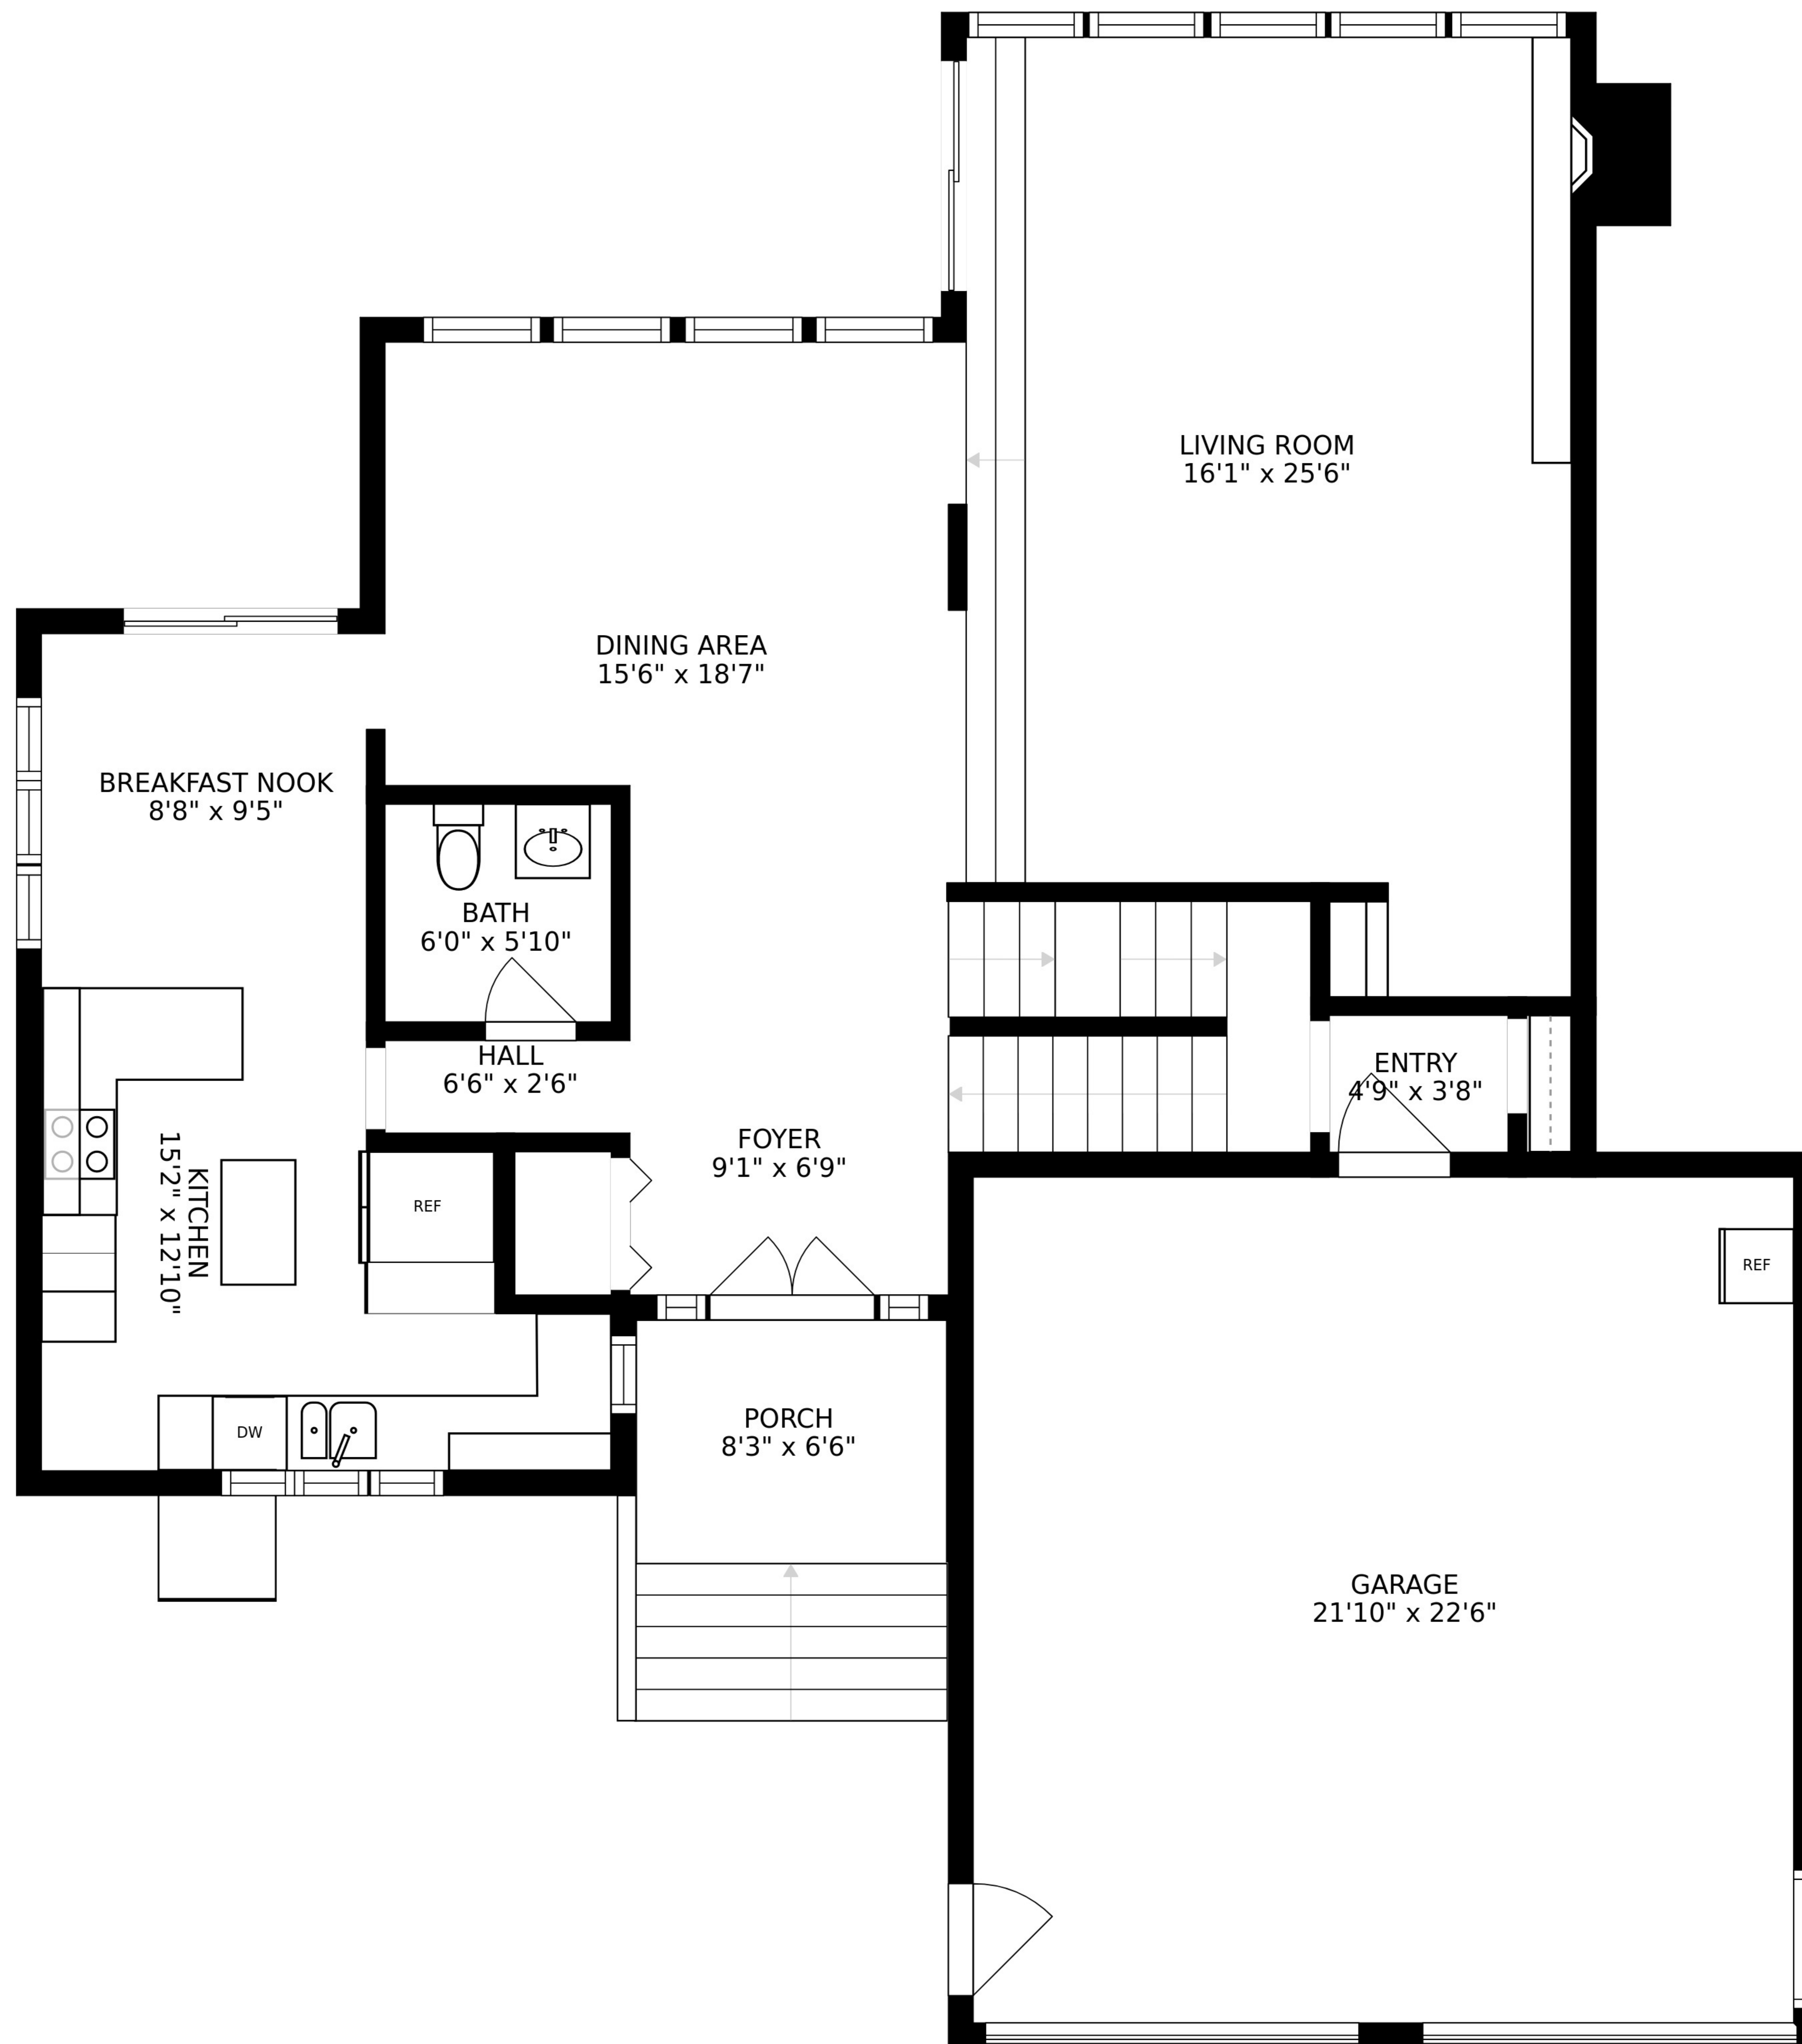 LIVING ROOM
16'1" x 25'6"
DINING AREA
15'6" x 18'7"
BREAKFAST NOOK
8'8" x 9'5"
BATH
6'0" x 5'10"
HALL
6'6" x 2'6"
ENTRY
4'9" x 3'8"
FOYER
9'1" x 6'9"
KITCHEN
15'2" x 12'10"
REF
REF
PORCH
8'3" x 6'6"
DW
GARAGE
21'10" x 22'6"